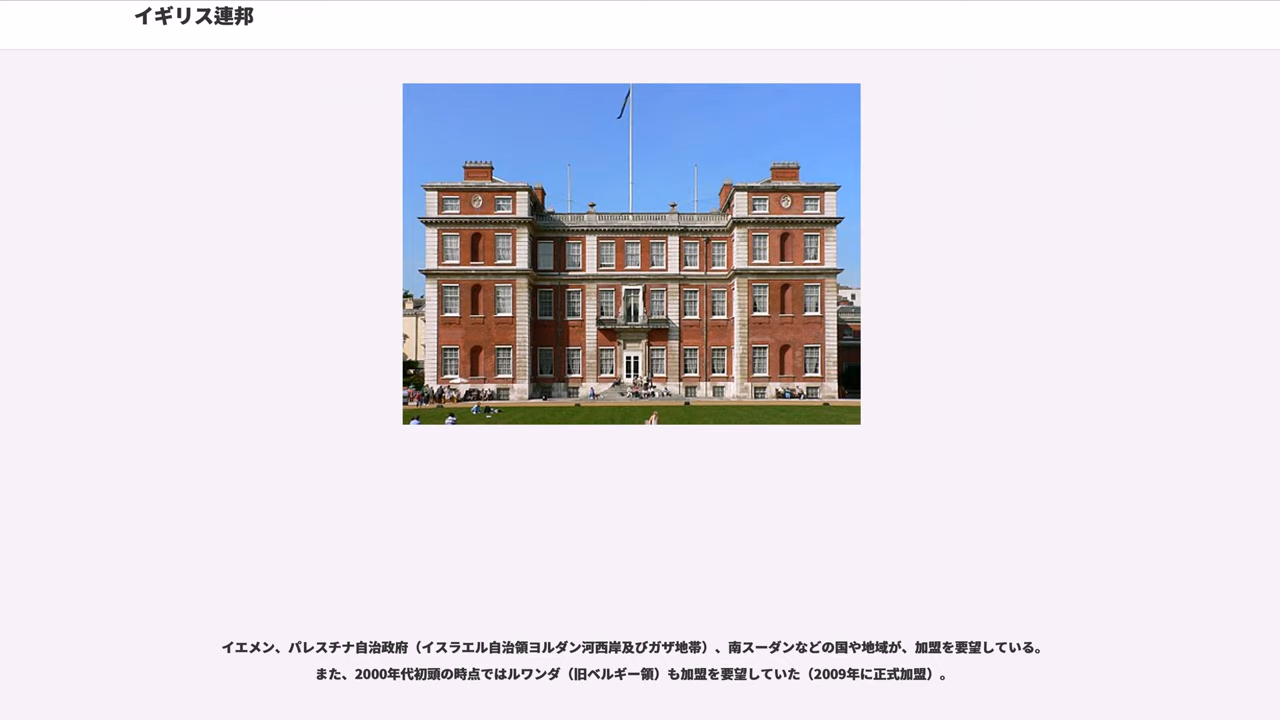 イギリス連邦
イエメン、パレスチナ自治政府（イスラエル自治領ヨルダン河西岸及びガザ地帯）、南スーダンなどの国や地域が、加盟を要望している。
また、2000年代初頭の時点ではルワンダ（旧ベルギー領）も加盟を要望していた（2009年に正式加盟）。